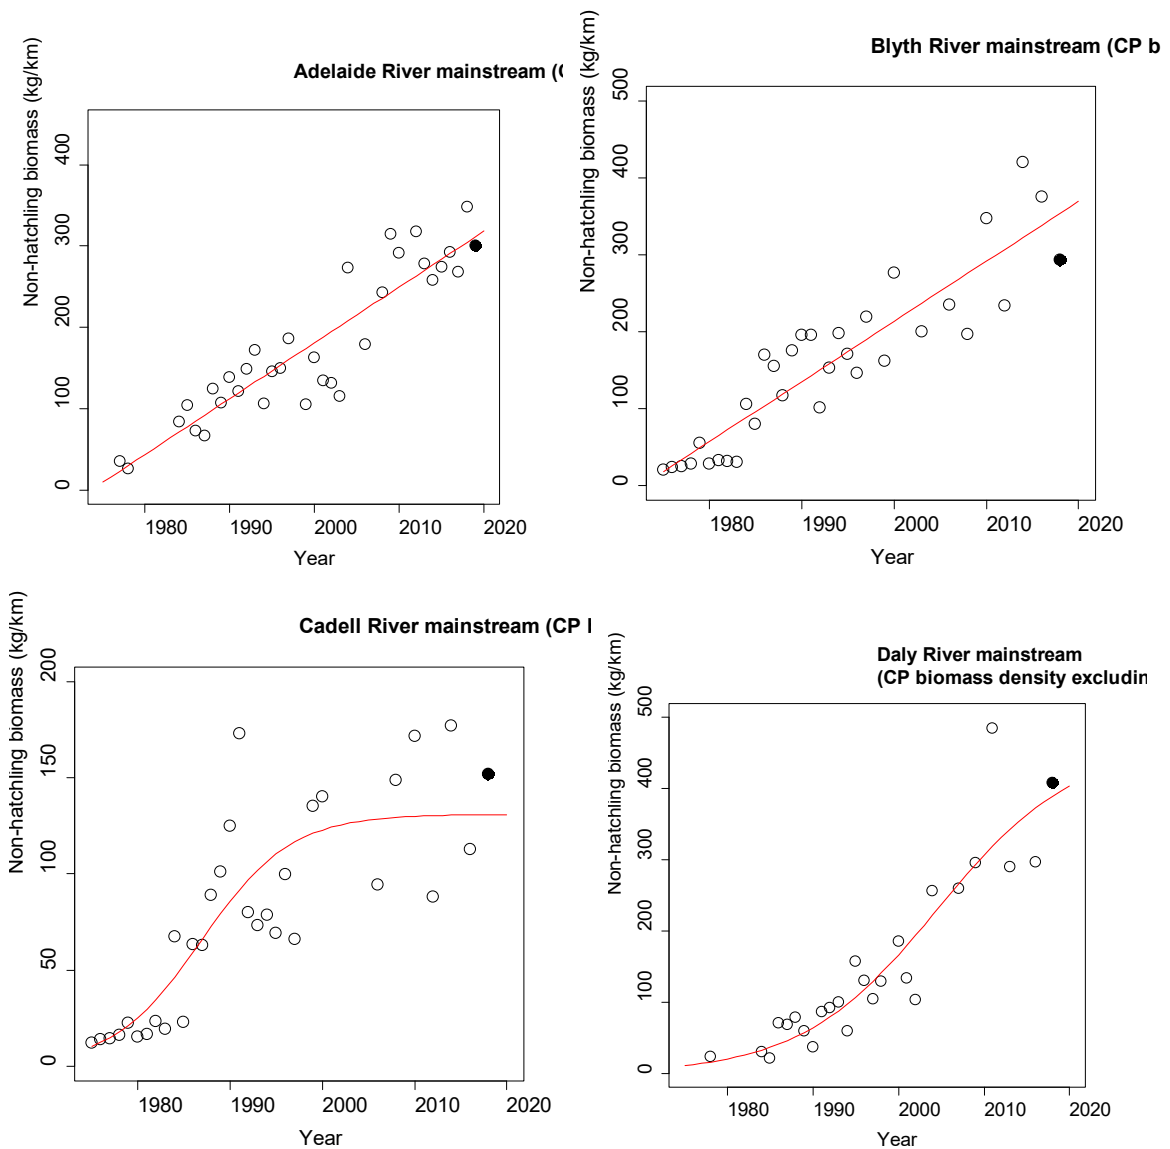 Adelaide River mainstream (
Non-hatchling biomass (kg/km)
400
300
200
100
0
1980 1990 2000 2010 2020
Year
Blyth River mainstream (CP b
Non-hatchling biomass (kg/km)
500
400
300
200
100
0
1980 1990 2000 2010 2020
Year
Cadell River mainstream (CP
Non-hatchling biomass (kg/km)
200
150
100
50
0
1980 1990 2000 2010 2020
Year
Daly River mainstream
(CP biomass density excludin
Non-hatchling biomass (kg/km)
500
400
300
200
100
0
1980 1990 2000 2010 2020
Year